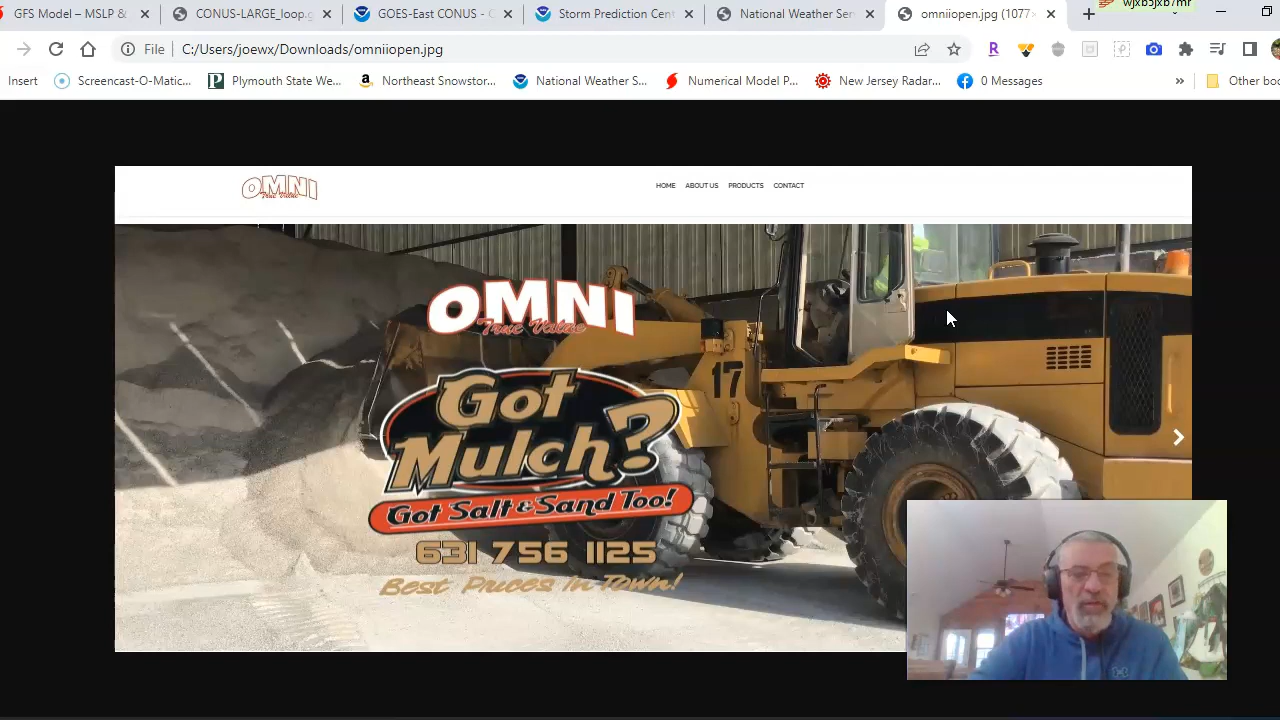 GFS Model – MSLP &
CONUS-LARGE_loop.g
GOES-East CONUS - 
Storm Prediction Cen
National Weather Ser
omniiopen.jpg (1077
wjxb5jxb7mr
File C:/Users/joewx/Downloads/omniiopen.jpg
Insert
Screencast-O-Matic...
Plymouth State We...
Northeast Snowstor...
National Weather S...
Numerical Model P...
New Jersey Radar...
0 Messages
»
Other boo
OMNI
True Value
HOME ABOUT US PRODUCTS CONTACT
OMNI
True Value
17
Got
Mulch?
Got Salt & Sand Too!
631 756 1125
Best Prices In Town!